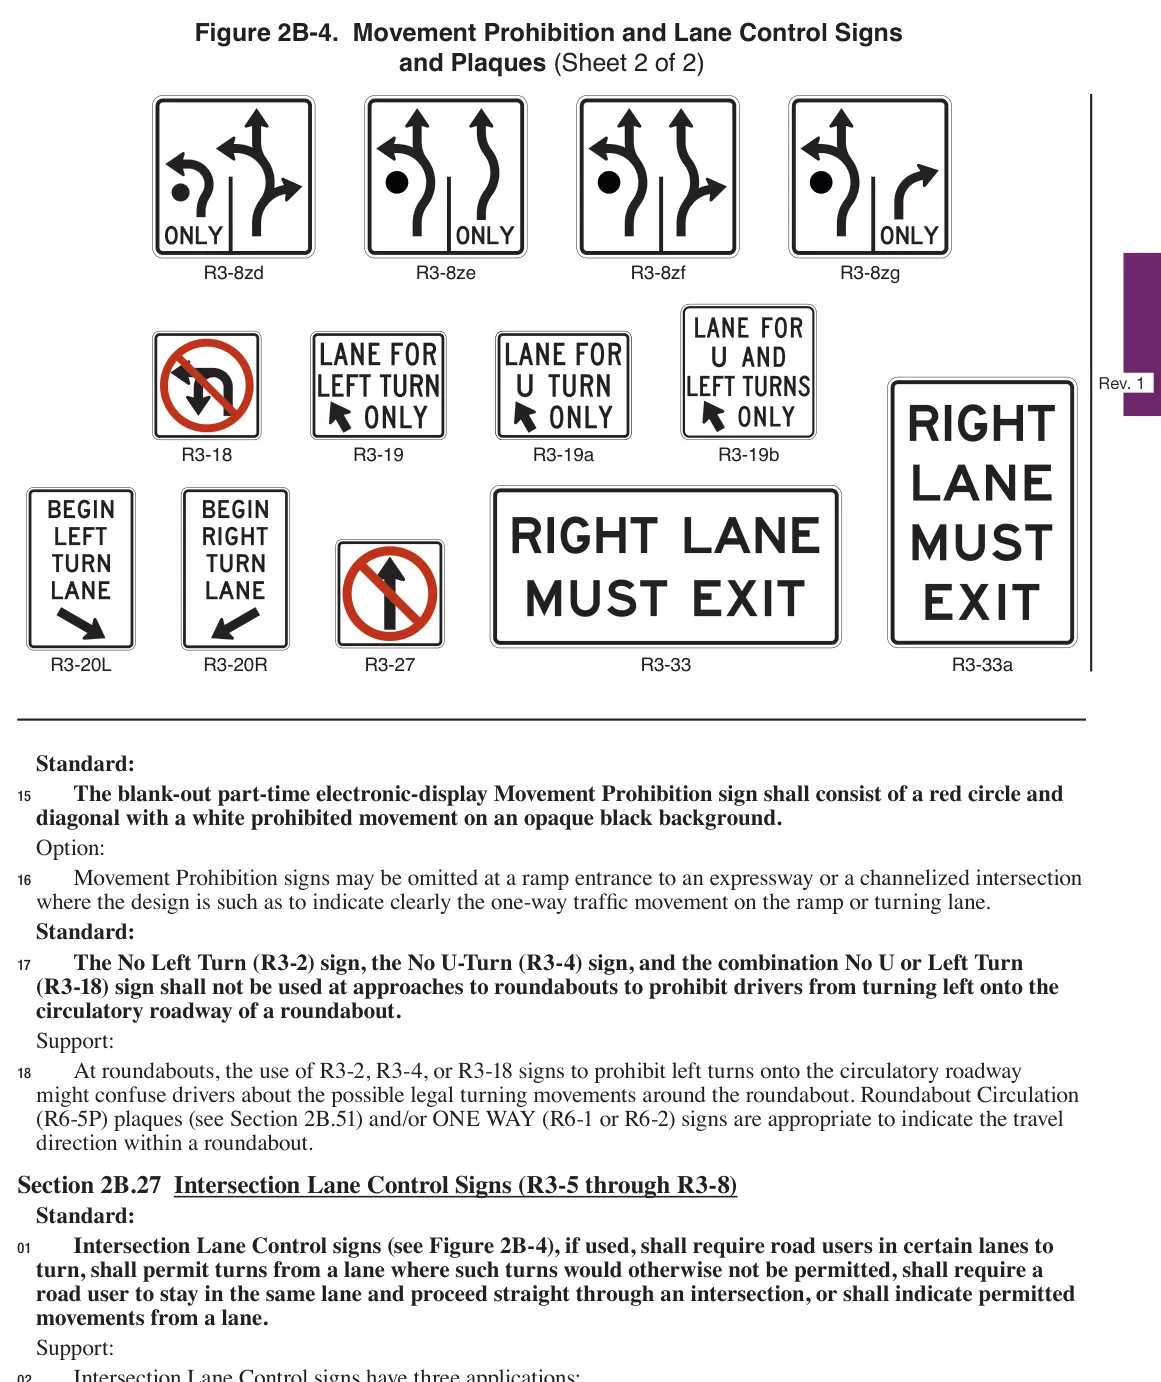 Figure 2B-4. Movement Prohibition and Lane Control Signs
and Plaques (Sheet 2 of 2)
ONLY
ONLY
ONLY
R3-8zd
R3-8ze
R3-8zf
R3-8zg
LANE FOR
LEFT TURN
ONLY
LANE FOR
U TURN
ONLY
LANE FOR
U AND
LEFT TURNS
ONLY
R3-18
R3-19
R3-19a
R3-19b
Rev. 1
RIGHT
LANE
MUST
EXIT
BEGIN
LEFT
TURN
LANE
BEGIN
RIGHT
TURN
LANE
RIGHT LANE
MUST EXIT
R3-20L
R3-20R
R3-27
R3-33
R3-33a
Standard:
15 The blank-out part-time electronic-display Movement Prohibition sign shall consist of a red circle and
diagonal with a white prohibited movement on an opaque black background.
Option:
16 Movement Prohibition signs may be omitted at a ramp entrance to an expressway or a channelized intersection
where the design is such as to indicate clearly the one-way traffic movement on the ramp or turning lane.
Standard:
17 The No Left Turn (R3-2) sign, the No U-Turn (R3-4) sign, and the combination No U or Left Turn
(R3-18) sign shall not be used at approaches to roundabouts to prohibit drivers from turning left onto the
circulatory roadway of a roundabout.
Support:
18 At roundabouts, the use of R3-2, R3-4, or R3-18 signs to prohibit left turns onto the circulatory roadway
might confuse drivers about the possible legal turning movements around the roundabout. Roundabout Circulation
(R6-5P) plaques (see Section 2B.51) and/or ONE WAY (R6-1 or R6-2) signs are appropriate to indicate the travel
direction within a roundabout.
Section 2B.27 Intersection Lane Control Signs (R3-5 through R3-8)
Standard:
01 Intersection Lane Control signs (see Figure 2B-4), if used, shall require road users in certain lanes to
turn, shall permit turns from a lane where such turns would otherwise not be permitted, shall require a
road user to stay in the same lane and proceed straight through an intersection, or shall indicate permitted
movements from a lane.
Support:
02 Intersection Lane Control signs have three applications: